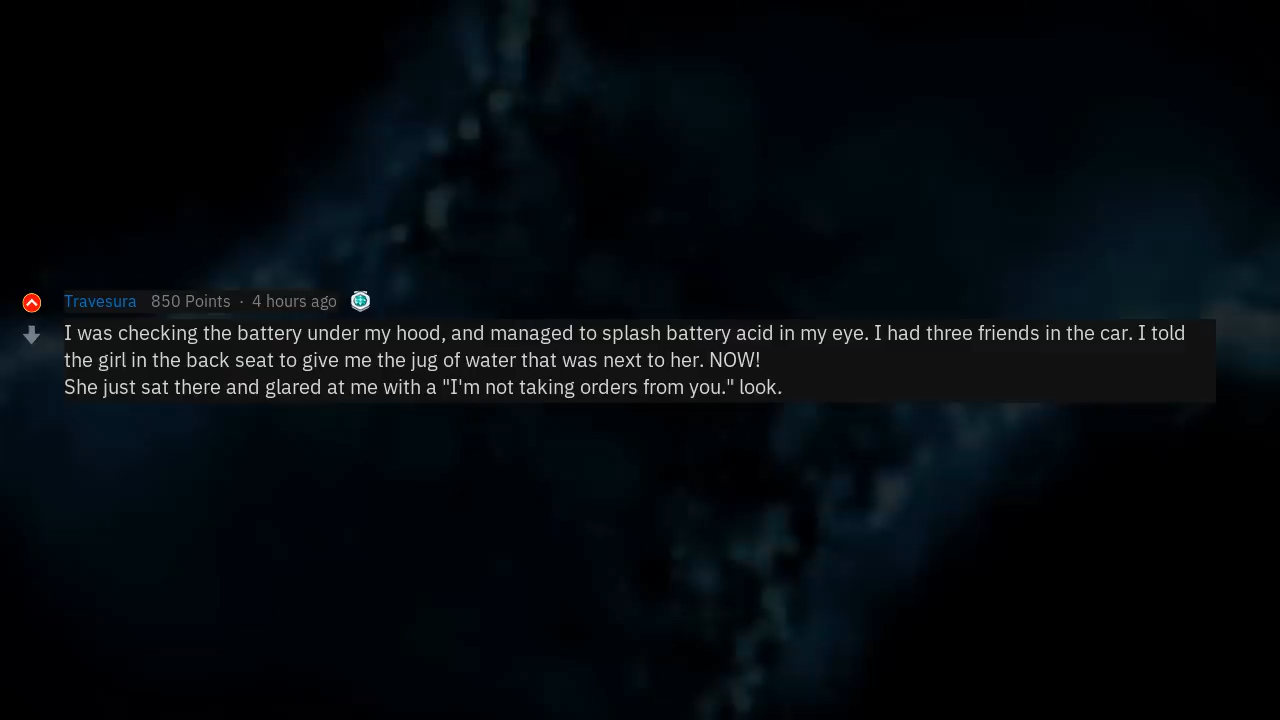 Travesura 850 Points · 4 hours ago
I was checking the battery under my hood, and managed to splash battery acid in my eye. I had three friends in the car. I told
the girl in the back seat to give me the jug of water that was next to her. NOW!
She just sat there and glared at me with a "I'm not taking orders from you." look.